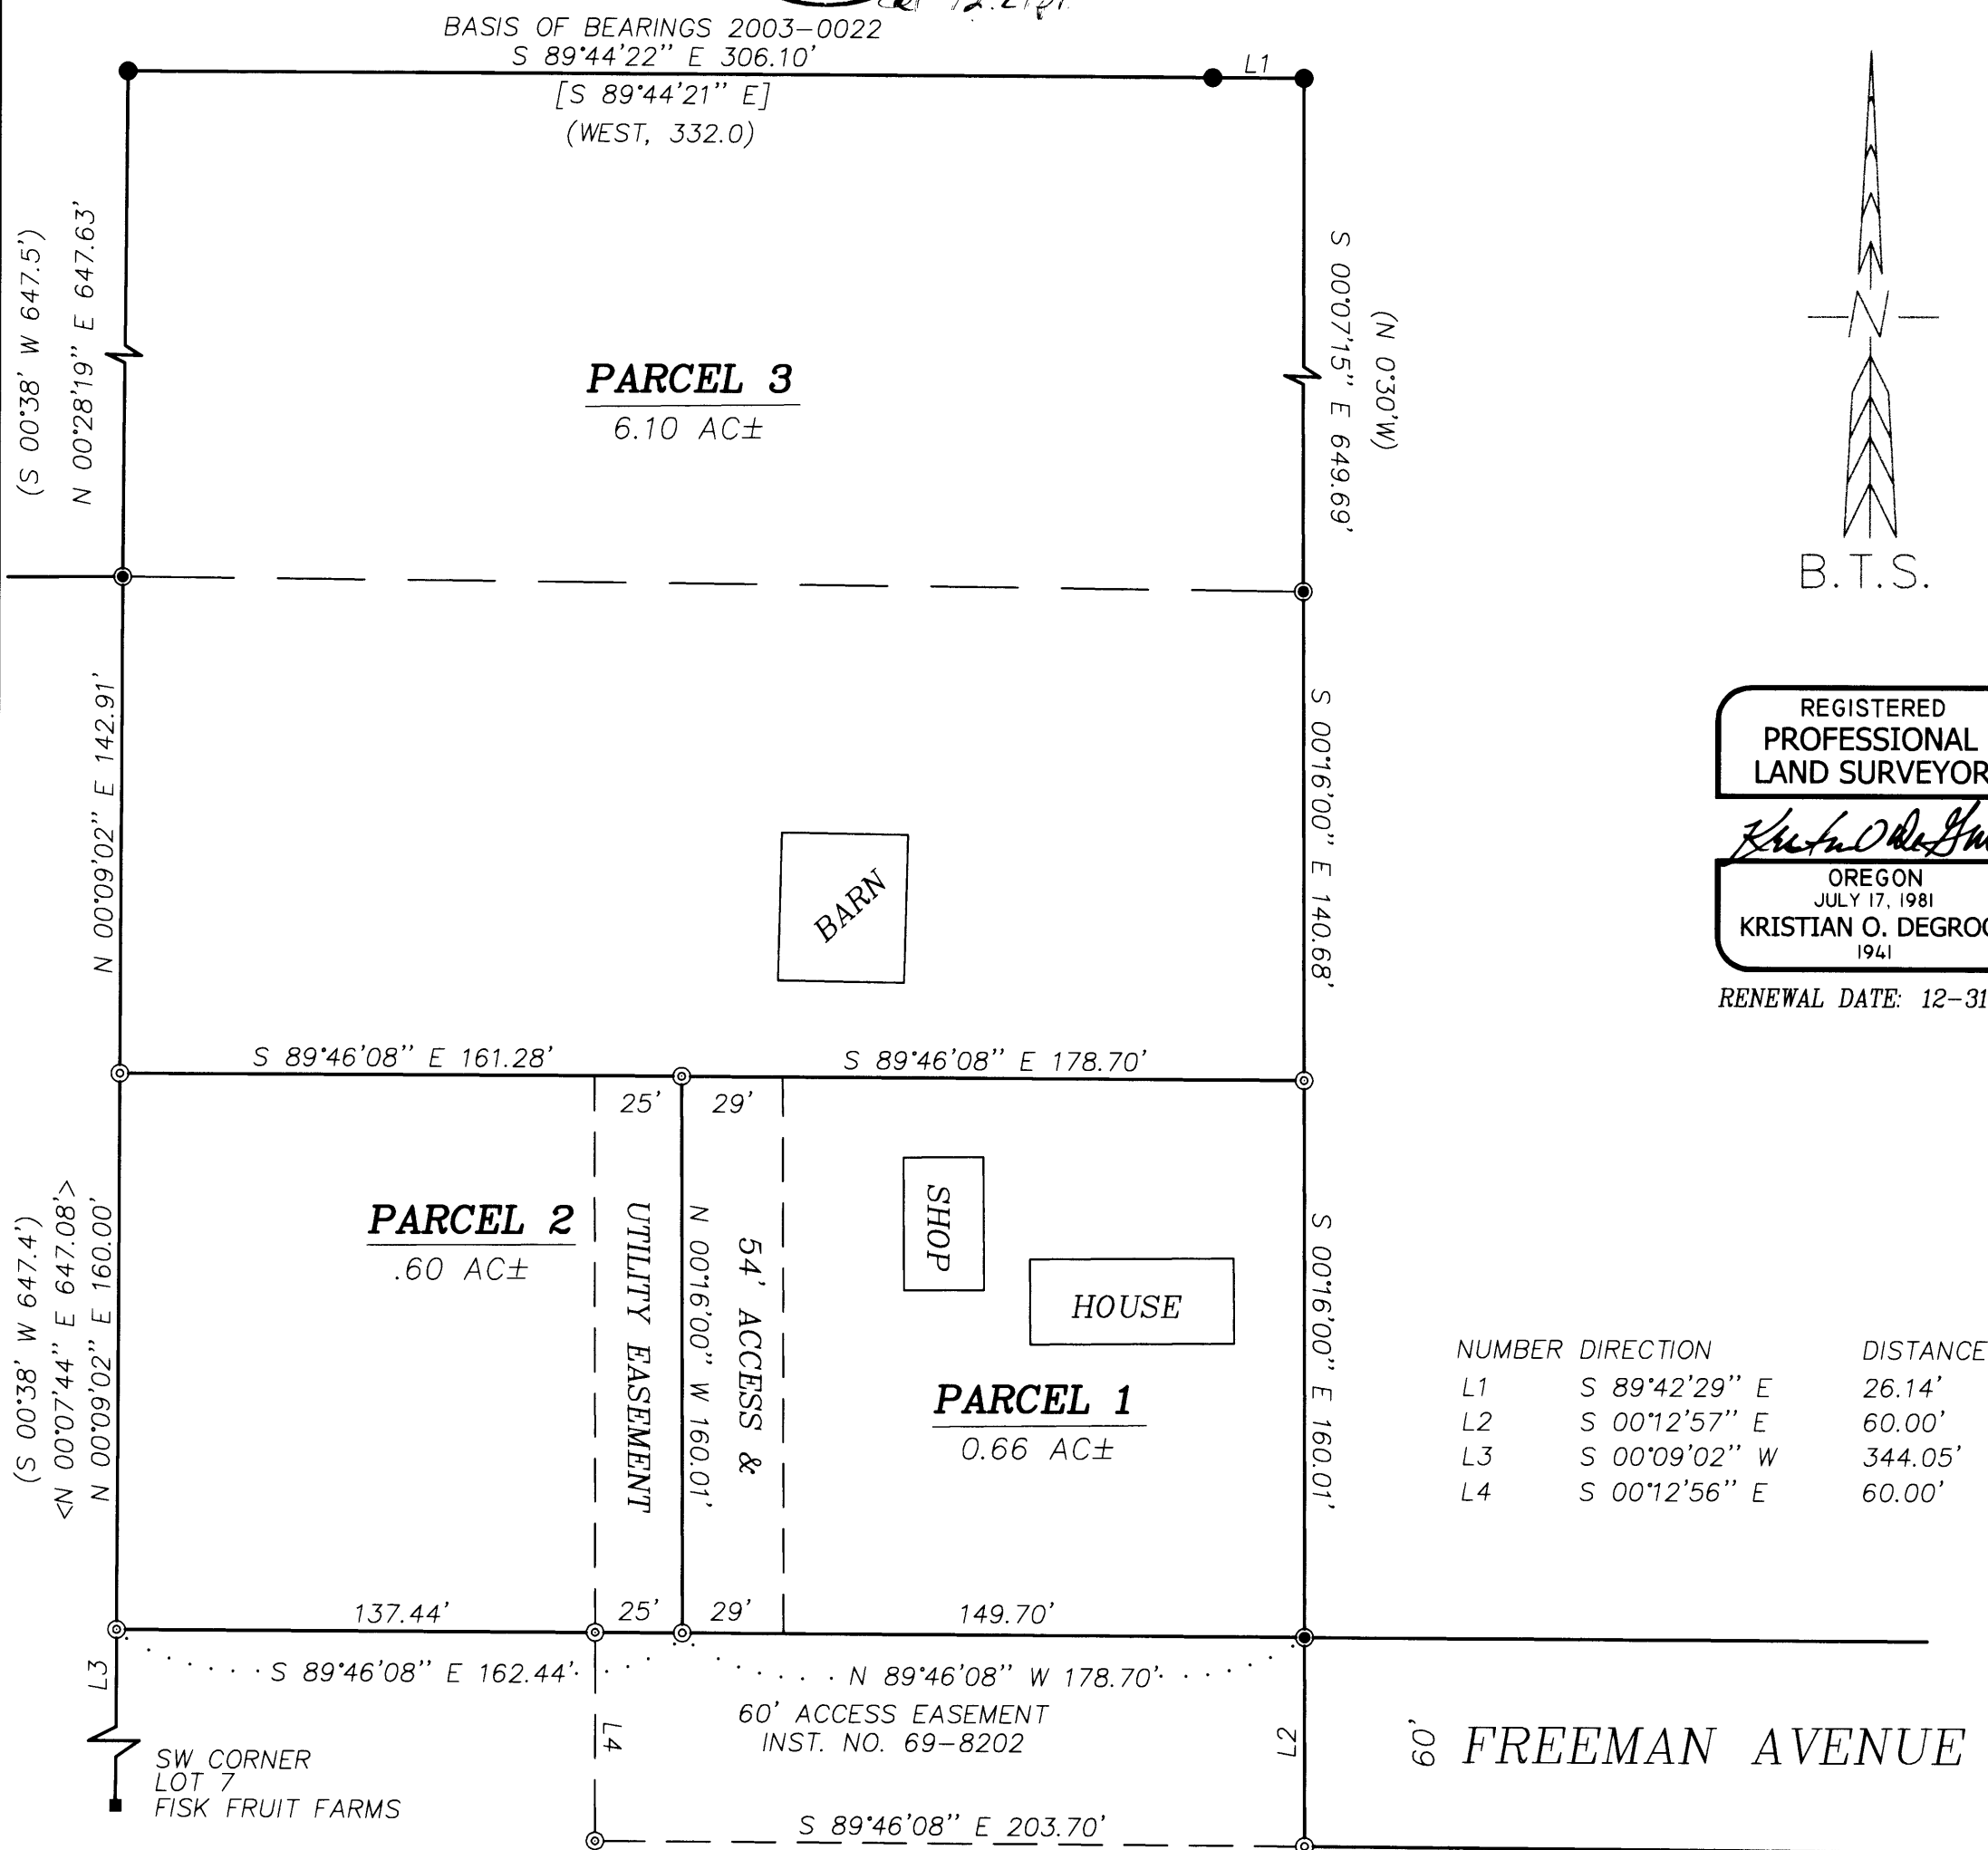 BASIS OF BEARINGS 2003-0022
S 89°44'22" E 306.10'
L1
[S 89°44'21" E]
(WEST, 332.0)
(S 00°38' W 647.5')
N 00°28'19" E 647.63'
S 00°07'15" E 649.69'
(N 0°30'W)
PARCEL 3
6.10 AC±
N
B.T.S.
N 00°09'02" E 142.91'
S 00°16'00" E 140.68'
BARN
REGISTERED
PROFESSIONAL
LAND SURVEYOR
OREGON
JULY 17, 1981
KRISTIAN O. DEGROO
1941
RENEWAL DATE: 12-31
S 89°46'08" E 161.28'
S 89°46'08" E 178.70'
25'
29'
(S 00°38' W 647.4')
<N 00°07'44" E 647.08'>
N 00°09'02" E 160.00'
PARCEL 2
.60 AC±
UTILITY EASEMENT
N 00°16'00" W 160.01'
54' ACCESS &
SHOP
HOUSE
PARCEL 1
0.66 AC±
S 00°16'00" E 160.01'
NUMBER DIRECTION DISTANCE
L1 S 89°42'29" E 26.14'
L2 S 00°12'57" E 60.00'
L3 S 00°09'02" W 344.05'
L4 S 00°12'56" E 60.00'
137.44'
25'
29'
149.70'
L3
S 89°46'08" E 162.44'
N 89°46'08" W 178.70'
60' ACCESS EASEMENT
INST. NO. 69-8202
L4
L2
SW CORNER
LOT 7
FISK FRUIT FARMS
60'
FREEMAN AVENUE
S 89°46'08" E 203.70'